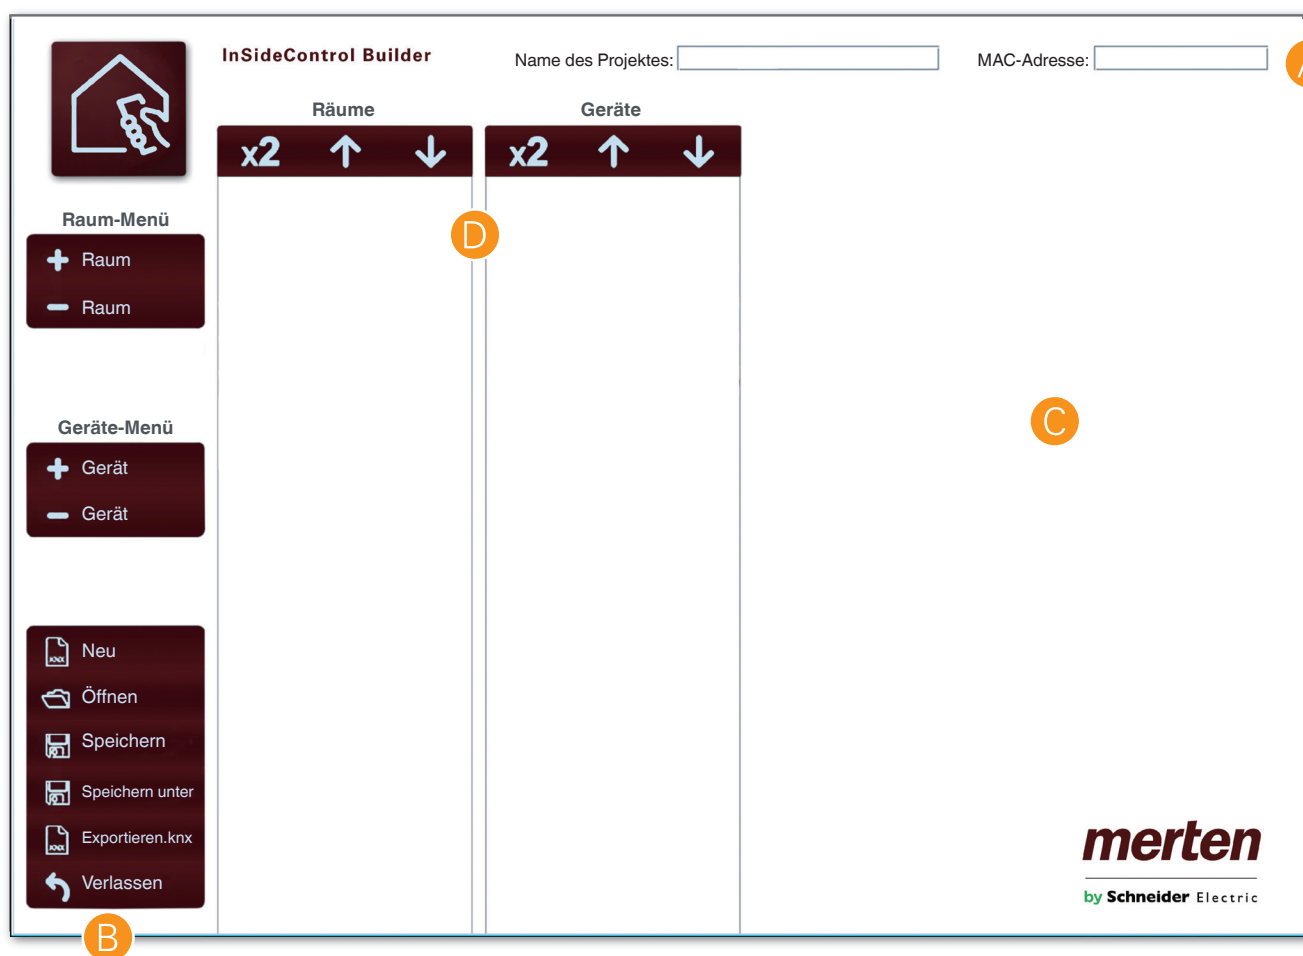 InSideControl Builder
Name des Projektes:
MAC-Adresse:
A
Räume
Geräte
x2
x2
D
Raum-Menü
Raum
Raum
C
Geräte-Menü
Gerät
Gerät
Neu
Öffnen
Speichern
Speichern unter
Exportieren.knx
Verlassen
B
merten
by Schneider Electric